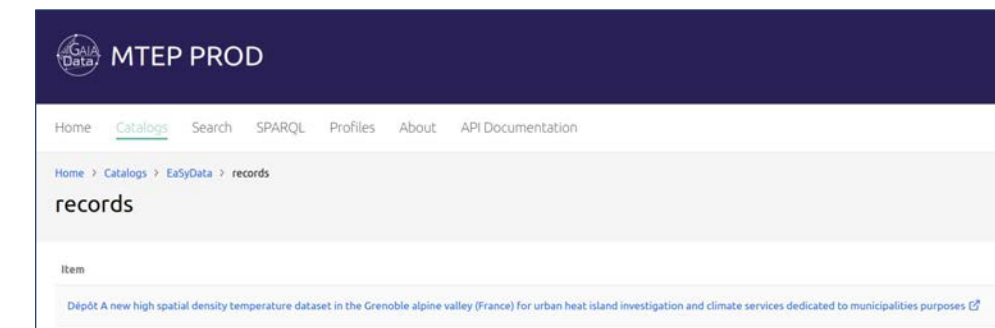 GAIA
Data
MTEP PROD
Home Catalogs Search SPARQL Profiles About API Documentation
Home > Catalogs > EaSyData > records
records
Item
Dépôt A new high spatial density temperature dataset in the Grenoble alpine valley (France) for urban heat island investigation and climate services dedicated to municipalities purposes